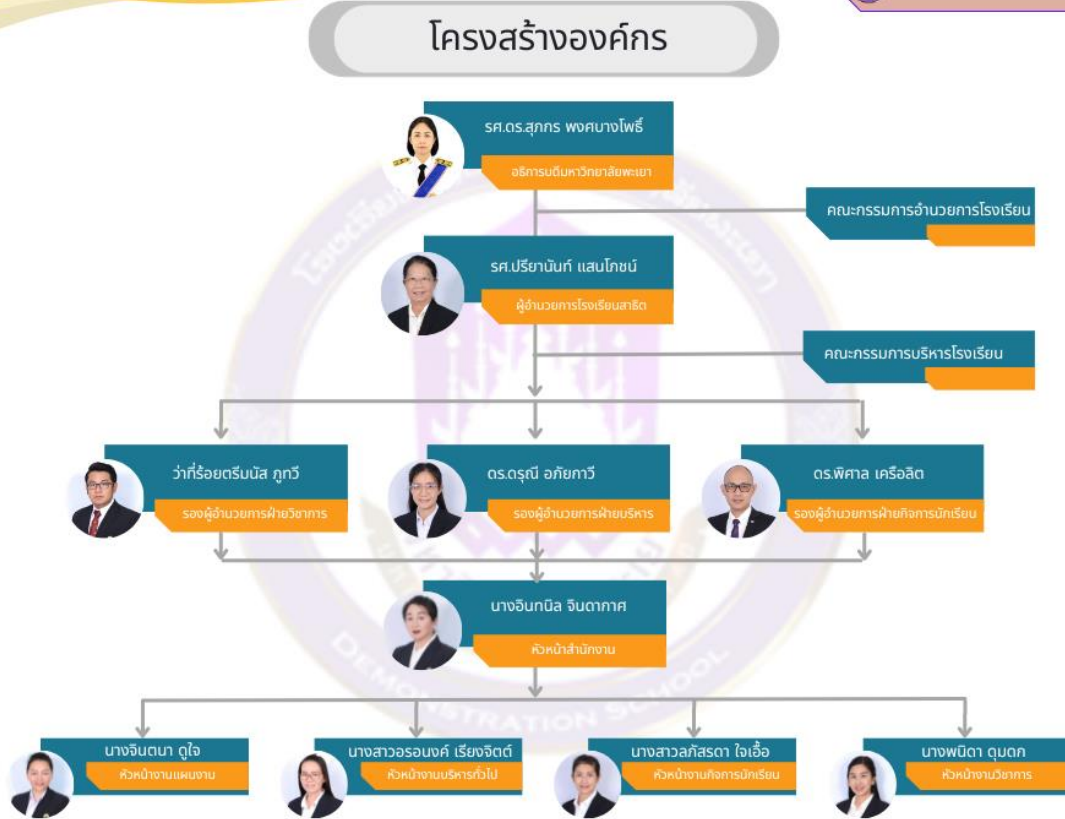 โครงสร้างองค์กร
รศ.ดร.สุภกร พงศบางโพธิ์
อธิการบดีมหาวิทยาลัยพะเยา
คณะกรรมการอำนวยการโรงเรียน
รศ.ปรียานันท์ แสนโภชน์
ผู้อำนวยการโรงเรียนสาธิต
คณะกรรมการบริหารโรงเรียน
ว่าที่ร้อยตรีมนัส ภูทวี
รองผู้อำนวยการฝ่ายวิชาการ
ดร.ดรุณี อภัยกาวี
รองผู้อำนวยการฝ่ายบริหาร
ดร.พิศาล เครือลิต
รองผู้อำนวยการฝ่ายกิจการนักเรียน
นางอินทนิล จินดากาศ
หัวหน้าสำนักงาน
นางจินตนา ดูใจ
หัวหน้างานแผนงาน
นางสาวอรอนงค์ เรียงจิตต์
หัวหน้างานบริหารทั่วไป
นางสาวลภัสรดา ใจเอื้อ
หัวหน้างานกิจการนักเรียน
นางพนิดา ดุมดก
หัวหน้างานวิชาการ
DEMONSTRATION SCHOOL